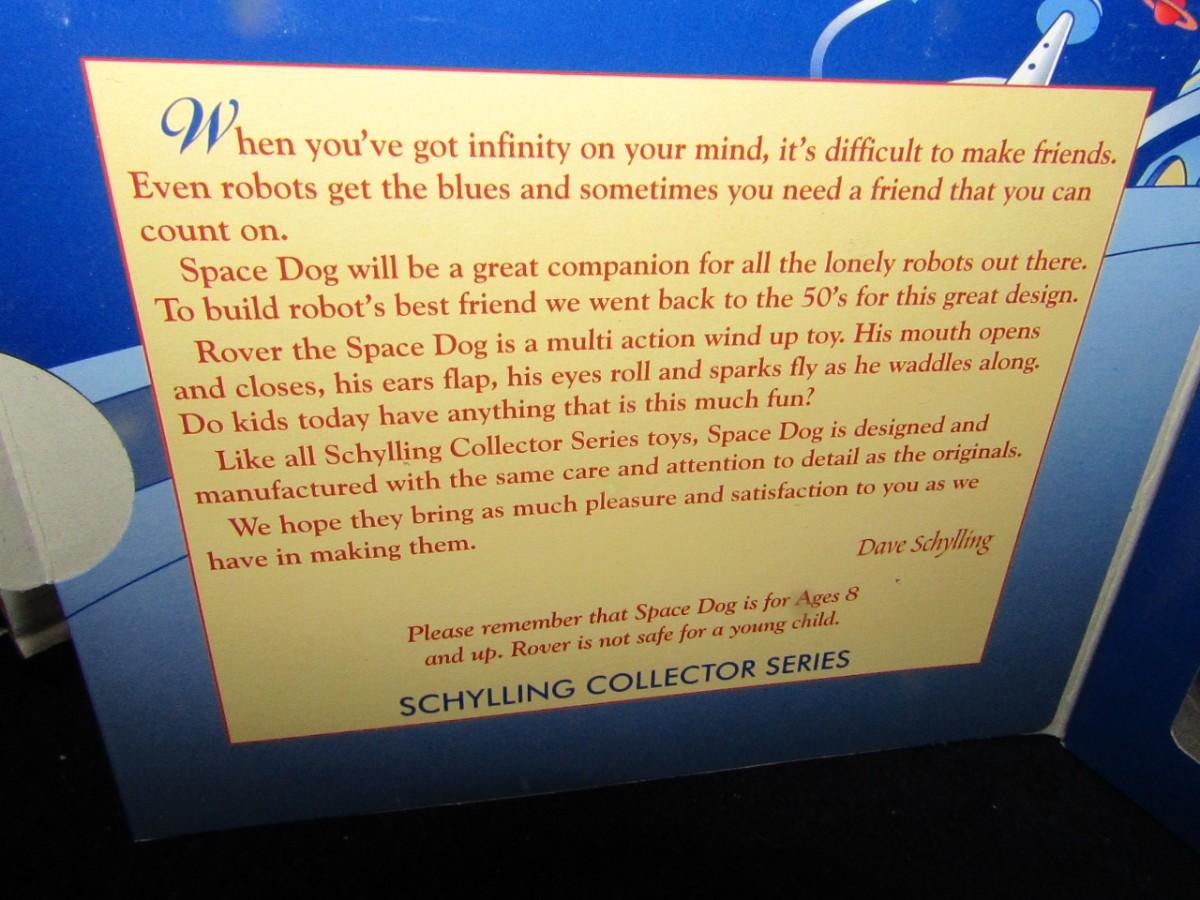 When you've got infinity on your mind, it's difficult to make friends.
Even robots get the blues and sometimes you need a friend that you can
count on.
Space Dog will be a great companion for all the lonely robots out there.
To build robot's best friend we went back to the 50's for this great design.
Rover the Space Dog is a multi action wind up toy. His mouth opens
and closes, his ears flap, his eyes roll and sparks fly as he waddles along.
Do kids today have anything that is this much fun?
Like all Schylling Collector Series toys, Space Dog is designed and
manufactured with the same care and attention to detail as the originals.
We hope they bring as much pleasure and satisfaction to you as we
have in making them.
Dave Schylling
Please remember that Space Dog is for Ages 8
and up. Rover is not safe for a young child.
SCHYLLING COLLECTOR SERIES